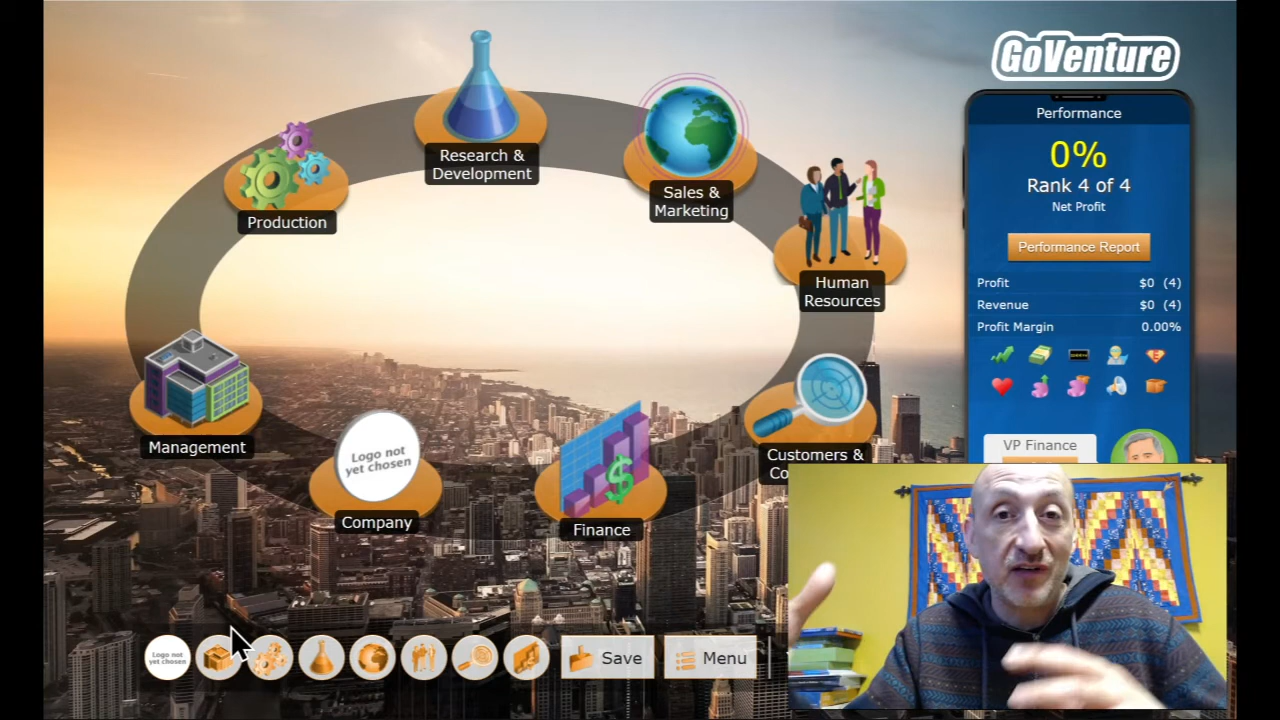 GoVenture
Performance
0%
Rank 4 of 4
Net Profit
Performance Report
Profit $0 (4)
Revenue $0 (4)
Profit Margin 0.00%
VP Finance
Research &
Development
Sales &
Marketing
Production
Human
Resources
Management
Logo not
yet chosen
Company
Finance
Customers &
Logo not
yet chosen
Save
Menu